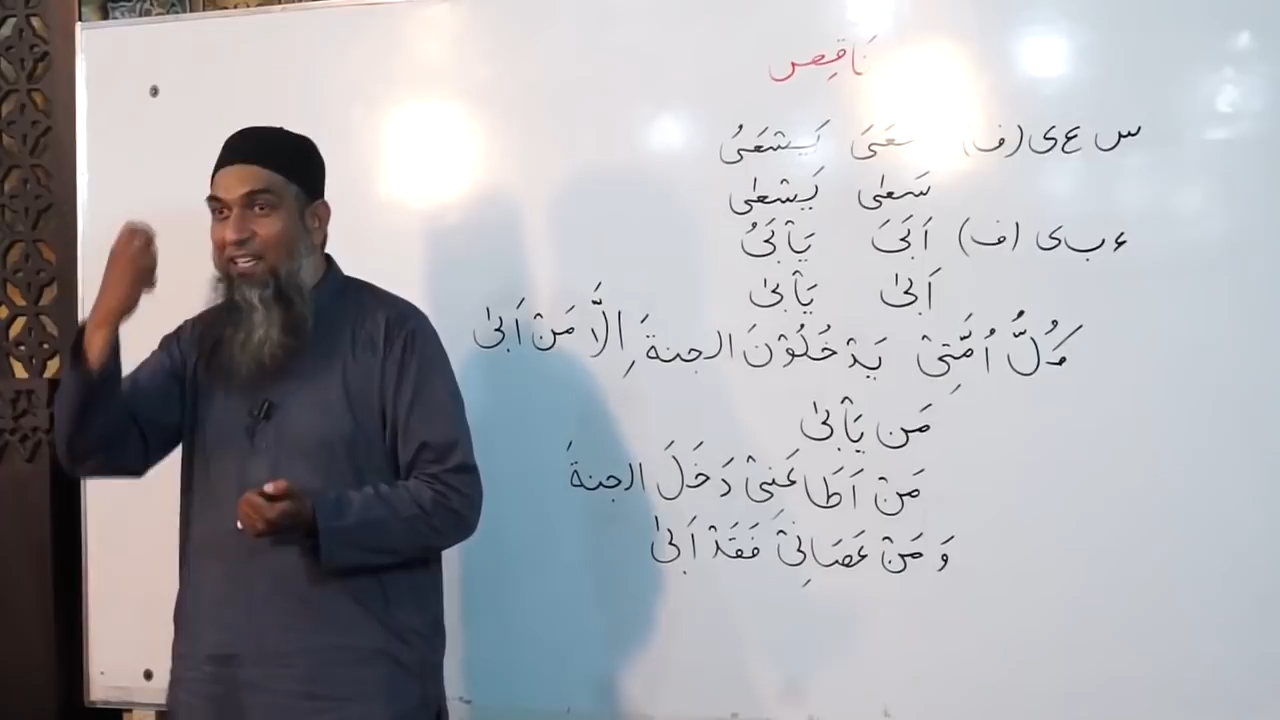 نَاقِص
س ع ی (ف) سَعَیَ یَسْعَیُ
سَعٰی یَسْعٰی
ء ب ی (ف) اَبَیَ یَأْبَیُ
اَبٰی یَأْبٰی
كُلُّ اُمَّتِیْ یَدْخُلُوْنَ الجنةَ اِلَّا مَنْ اَبٰی
مَن یَأْبٰی
مَنْ اَطَاعَنِیْ دَخَلَ الجنةَ
وَ مَنْ عَصَانِیْ فَقَدْ اَبٰی